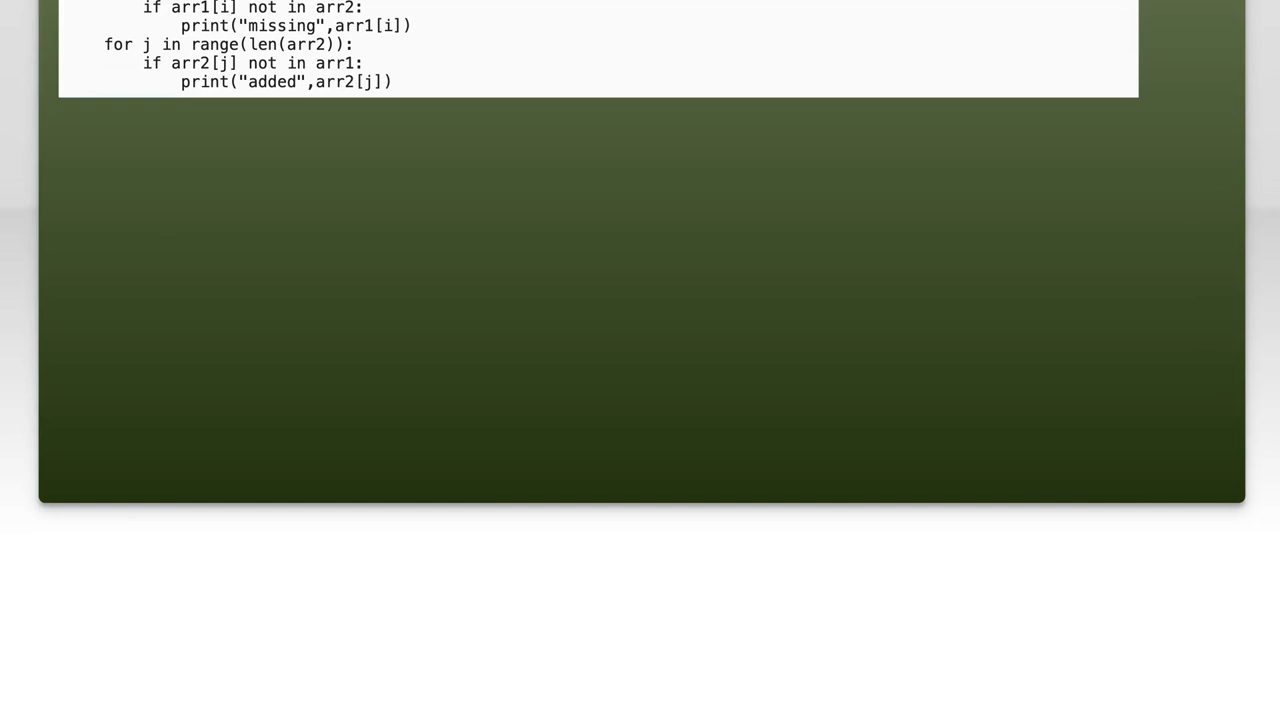 if arr1[i] not in arr2:
print("missing",arr1[i])
for j in range(len(arr2)):
if arr2[j] not in arr1:
print("added",arr2[j])